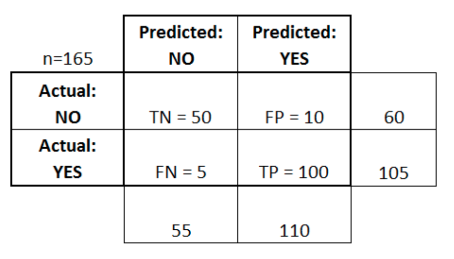 Predicted: Predicted:
n=165 NO YES
Actual:
NO TN = 50 FP = 10 60
Actual:
YES FN = 5 TP = 100 105
55 110